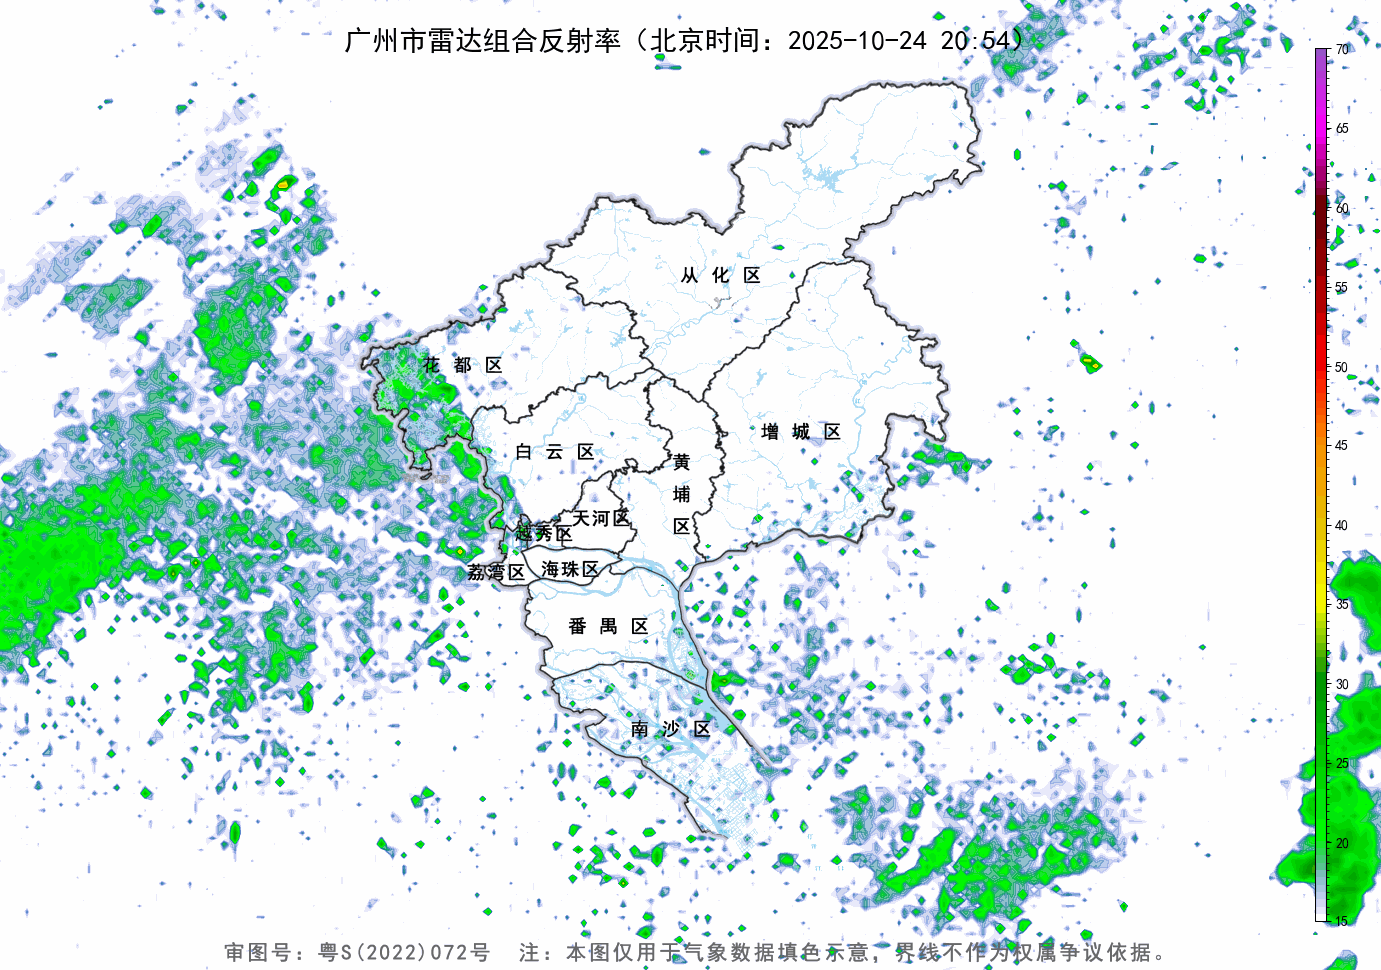 广州市雷达组合反射率（北京时间：2025-10-24 20:54）
70
65
60
55
50
45
40
35
30
25
20
15
从 化 区
花 都 区
增 城 区
白 云 区
黄
埔
区
天河区
越秀区
荔湾区
海珠区
番 禺 区
南 沙 区
审图号：粤S(2022)072号 注：本图仅用于气象数据填色示意，界线不作为权属争议依据。